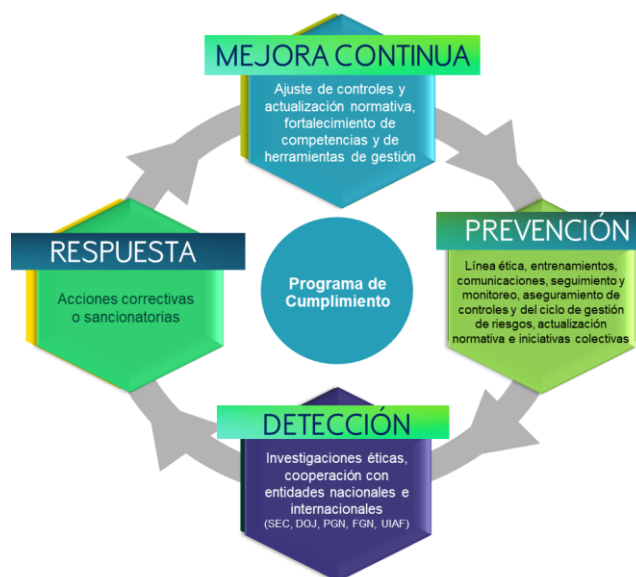 MEJORA CONTINUA
Ajuste de controles y
actualización normativa,
fortalecimiento de
competencias y de
herramientas de gestión
PREVENCIÓN
Línea ética, entrenamientos,
comunicaciones, seguimiento y
monitoreo, aseguramiento de
controles y del ciclo de gestión
de riesgos, actualización
normativa e iniciativas colectivas
DETECCIÓN
Investigaciones éticas,
cooperación con
entidades nacionales e
internacionales
(SEC, DOJ, PGN, FGN, UIAF)
RESPUESTA
Acciones correctivas
o sancionatorias
Programa de
Cumplimiento